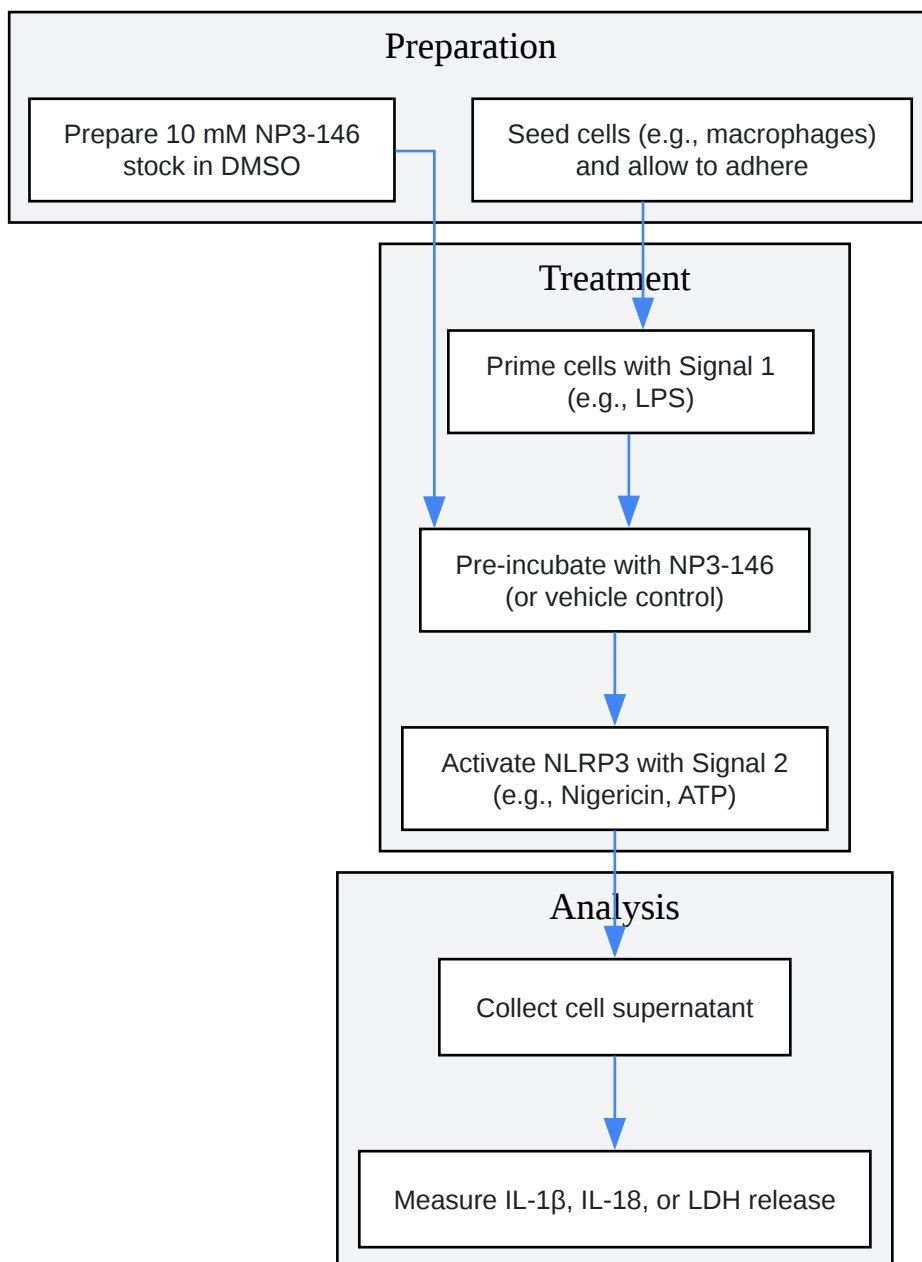 Preparation
Prepare 10 mM NP3-146
stock in DMSO
Seed cells (e.g., macrophages)
and allow to adhere
Treatment
Prime cells with Signal 1
(e.g., LPS)
Pre-incubate with NP3-146
(or vehicle control)
Activate NLRP3 with Signal 2
(e.g., Nigericin, ATP)
Analysis
Collect cell supernatant
Measure IL-1β, IL-18, or LDH release